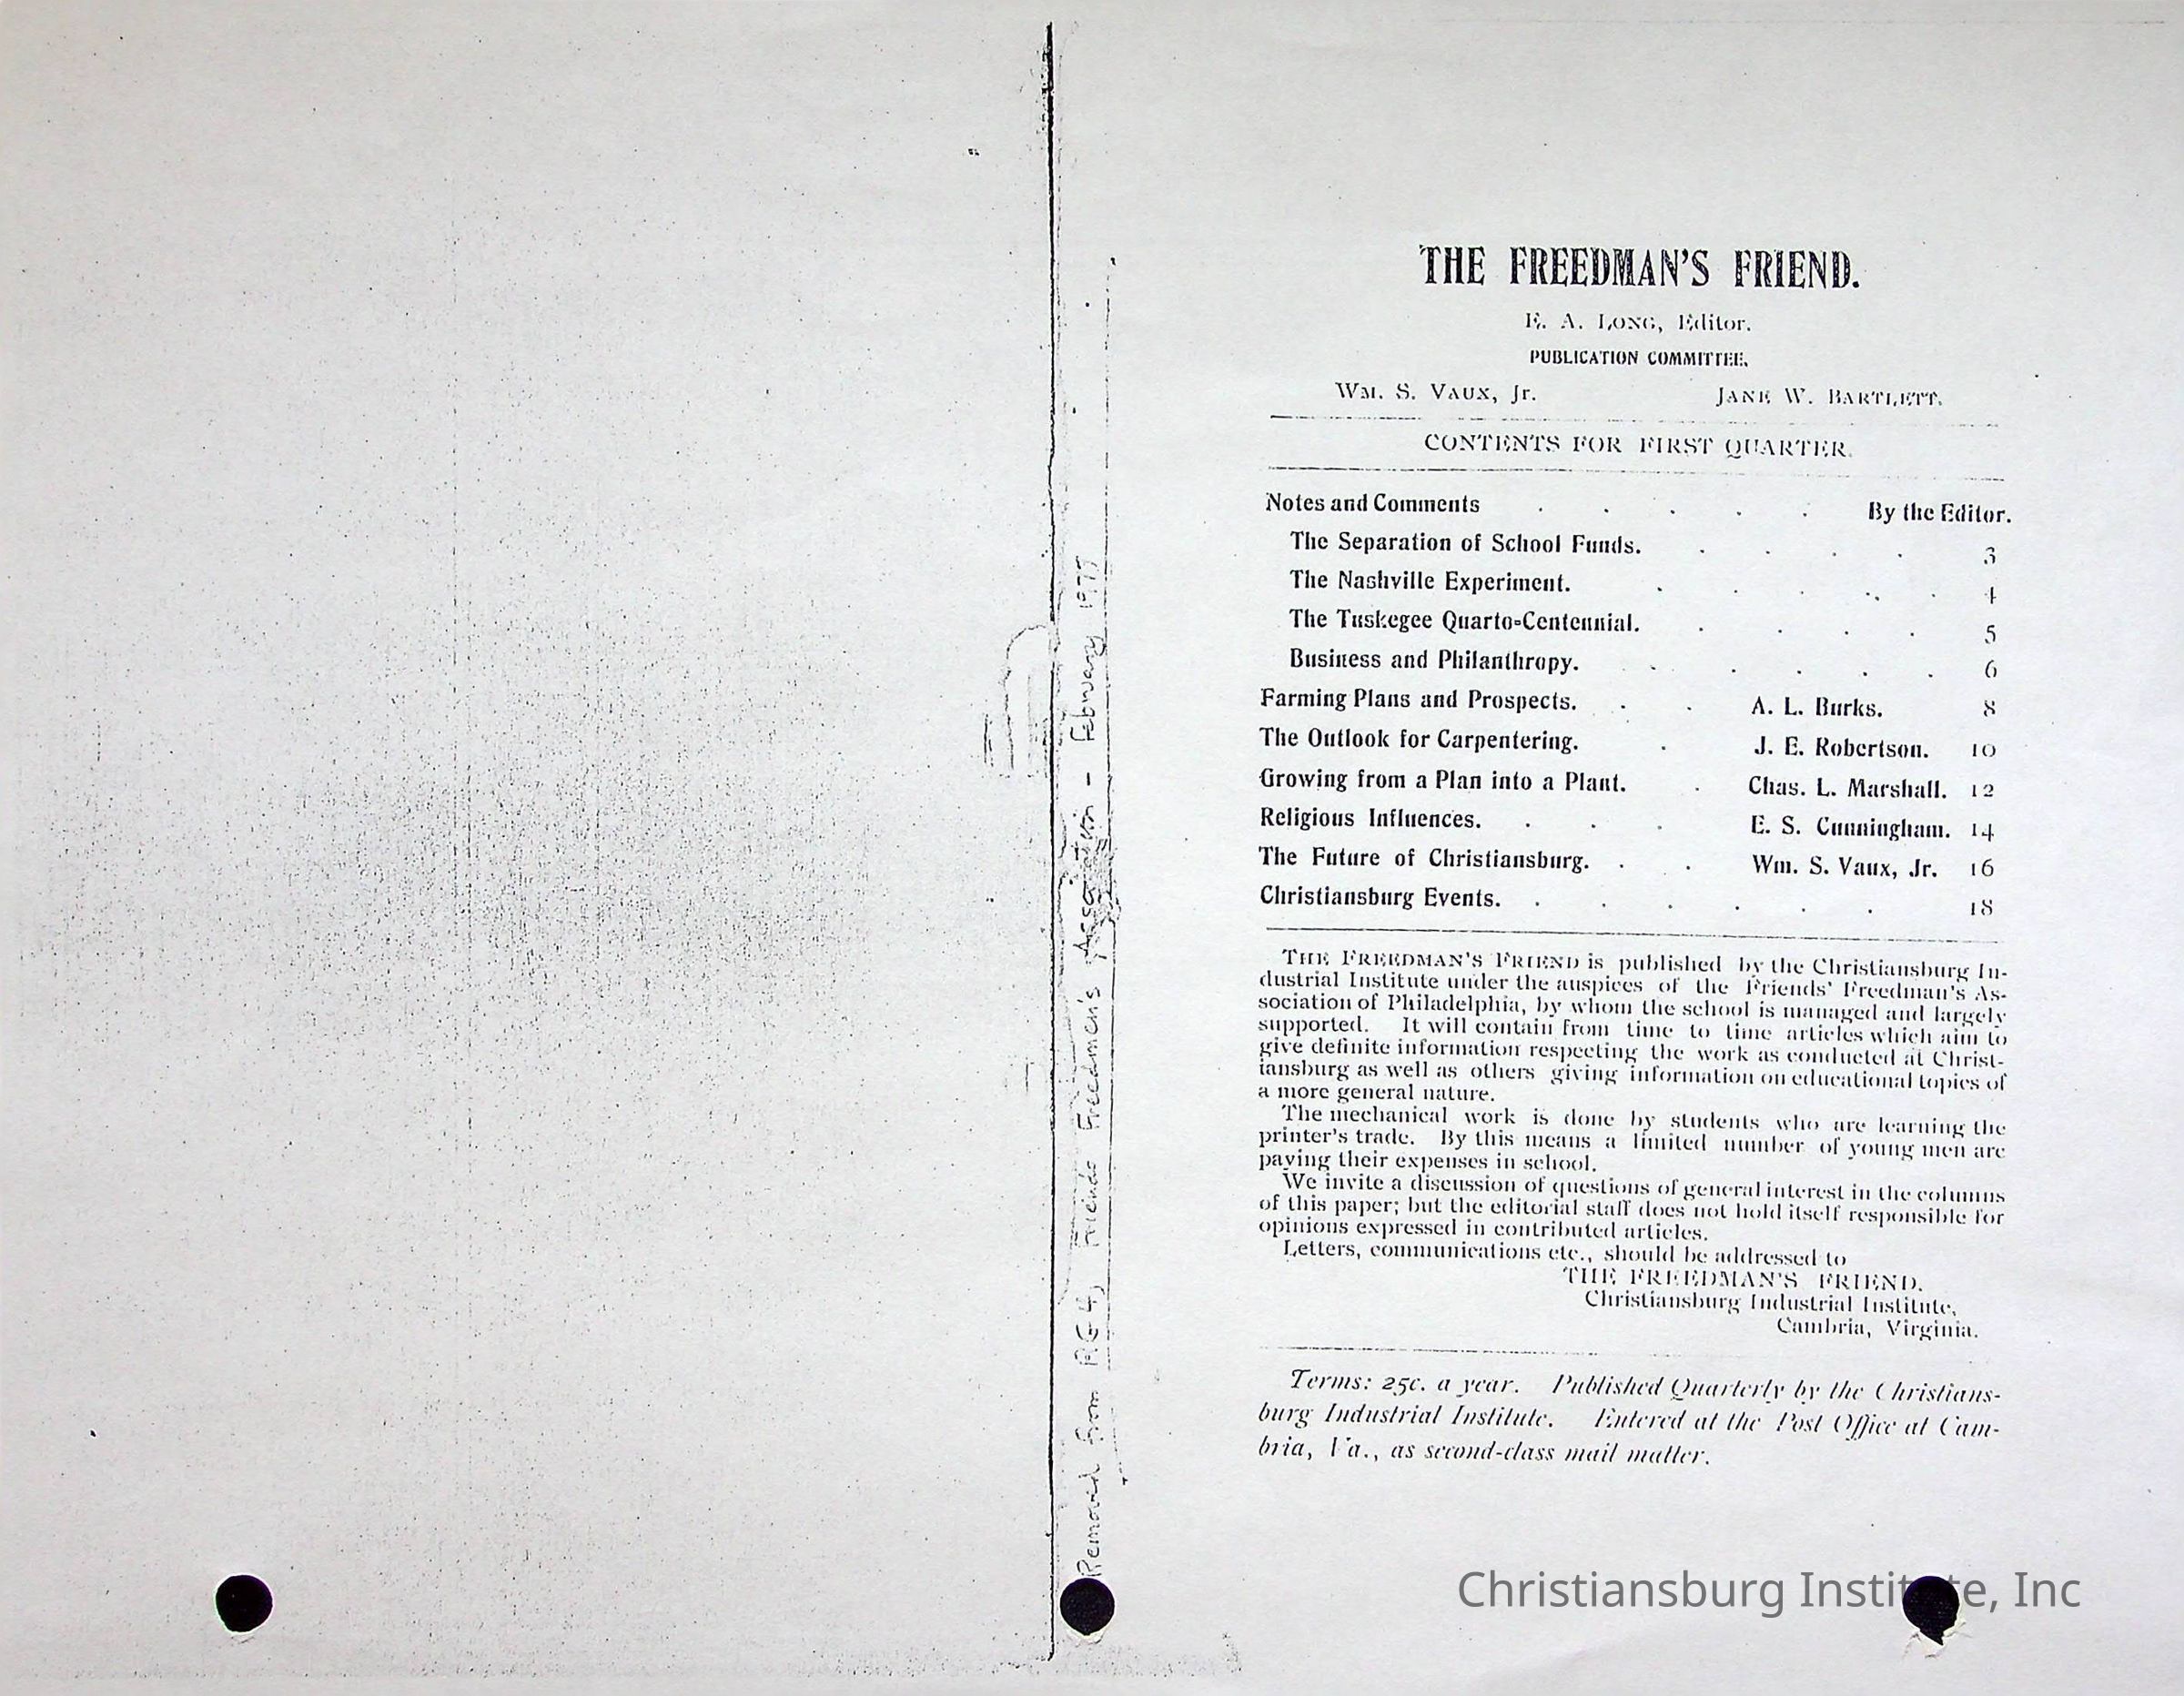 Removed from RG 4, Friends Freedmen's Association - February 1977
THE FREEDMAN'S FRIEND.
E. A. LONG, Editor.
PUBLICATION COMMITTEE,
WM. S. VAUX, Jr. JANE W. BARTLETT.
CONTENTS FOR FIRST QUARTER.
Notes and Comments . . . . . By the Editor.
The Separation of School Funds. . . . . 3
The Nashville Experiment. . . . . 4
The Tuskegee Quarto-Centennial. . . . . 5
Business and Philanthropy. . . . . . 6
Farming Plans and Prospects. . . A. L. Burks. 8
The Outlook for Carpentering. . J. E. Robertson. 10
Growing from a Plan into a Plant. . Chas. L. Marshall. 12
Religious Influences. . . . E. S. Cunningham. 14
The Future of Christiansburg. . . Wm. S. Vaux, Jr. 16
Christiansburg Events. . . . . . . 18
THE FREEDMAN'S FRIEND is published by the Christiansburg In-
dustrial Institute under the auspices of the Friends' Freedman's As-
sociation of Philadelphia, by whom the school is managed and largely
supported. It will contain from time to time articles which aim to
give definite information respecting the work as conducted at Christ-
iansburg as well as others giving information on educational topics of
a more general nature.
The mechanical work is done by students who are learning the
printer's trade. By this means a limited number of young men are
paying their expenses in school.
We invite a discussion of questions of general interest in the columns
of this paper; but the editorial staff does not hold itself responsible for
opinions expressed in contributed articles.
Letters, communications etc., should be addressed to
THE FREEDMAN'S FRIEND.
Christiansburg Industrial Institute,
Cambria, Virginia.
Terms: 25c. a year. Published Quarterly by the Christians-
burg Industrial Institute. Entered at the Post Office at Cam-
bria, Va., as second-class mail matter.
Christiansburg Institute, Inc